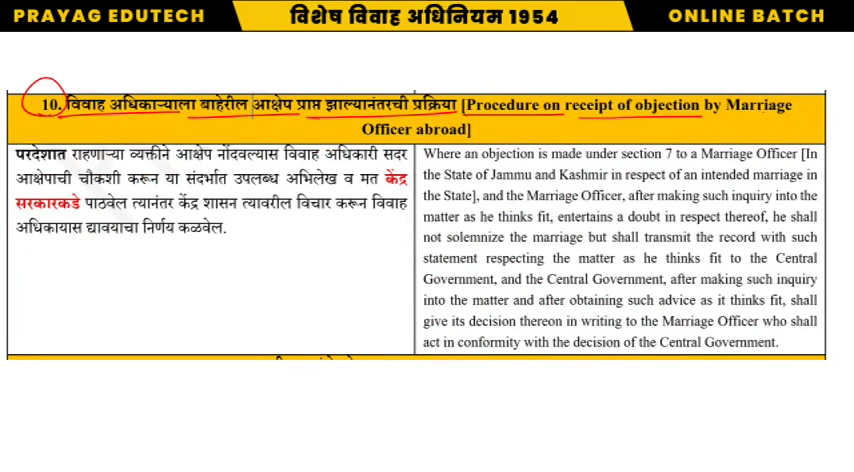 PRAYAG EDUTECH
विशेष विवाह अधिनियम 1954
ONLINE BATCH
10. विवाह अधिकाऱ्याला बाहेरील आक्षेप प्राप्त झाल्यानंतरची प्रक्रिया [Procedure on receipt of objection by Marriage
Officer abroad]
परदेशात राहणाऱ्या व्यक्तीने आक्षेप नोंदवल्यास विवाह अधिकारी सदर
आक्षेपाची चौकशी करून या संदर्भात उपलब्ध अभिलेख व मत केंद्र
सरकारकडे पाठवेल त्यानंतर केंद्र शासन त्यावरील विचार करून विवाह
अधिकायास द्यावयाचा निर्णय कळवेल.
Where an objection is made under section 7 to a Marriage Officer [In
the State of Jammu and Kashmir in respect of an intended marriage in
the State], and the Marriage Officer, after making such inquiry into the
matter as he thinks fit, entertains a doubt in respect thereof, he shall
not solemnize the marriage but shall transmit the record with such
statement respecting the matter as he thinks fit to the Central
Government, and the Central Government, after making such inquiry
into the matter and after obtaining such advice as it thinks fit, shall
give its decision thereon in writing to the Marriage Officer who shall
act in conformity with the decision of the Central Government.